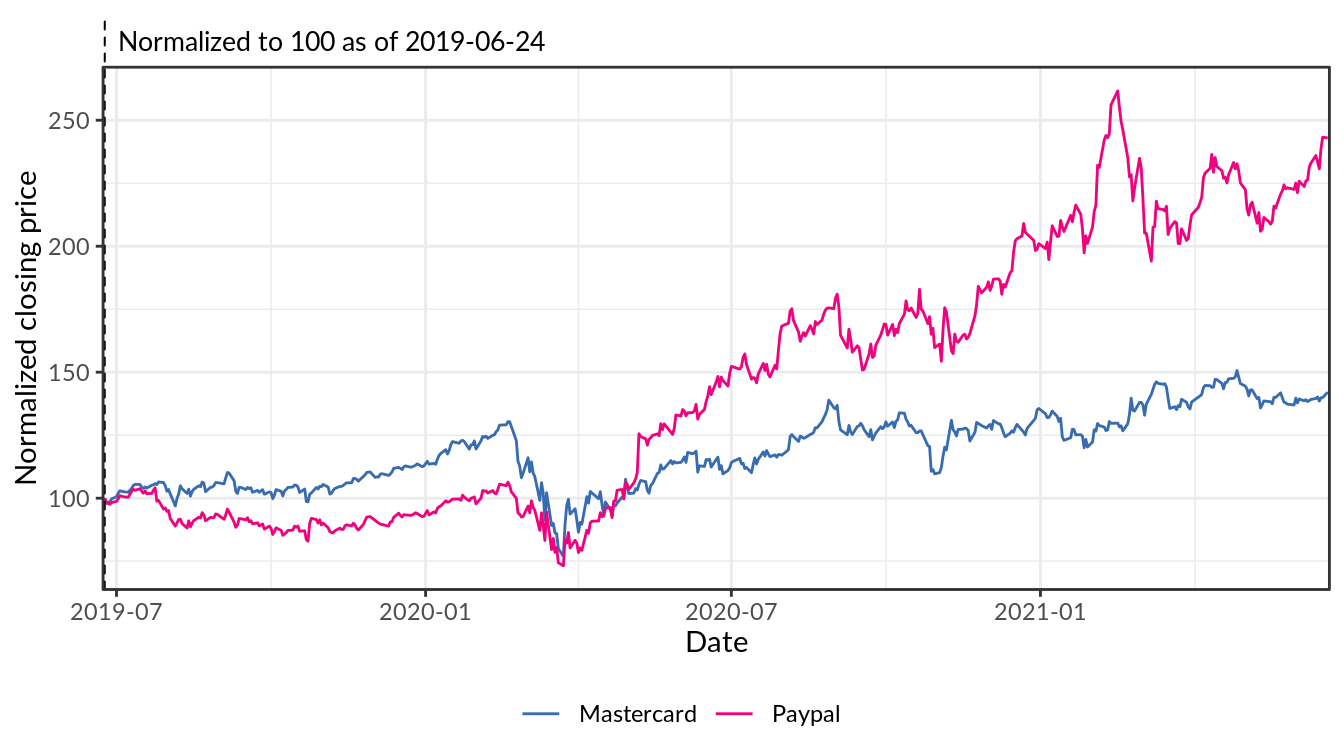 Normalized to 100 as of 2019-06-24
250
200
150
100
Normalized closing price
2019-07 2020-01 2020-07 2021-01
Date
Mastercard Paypal